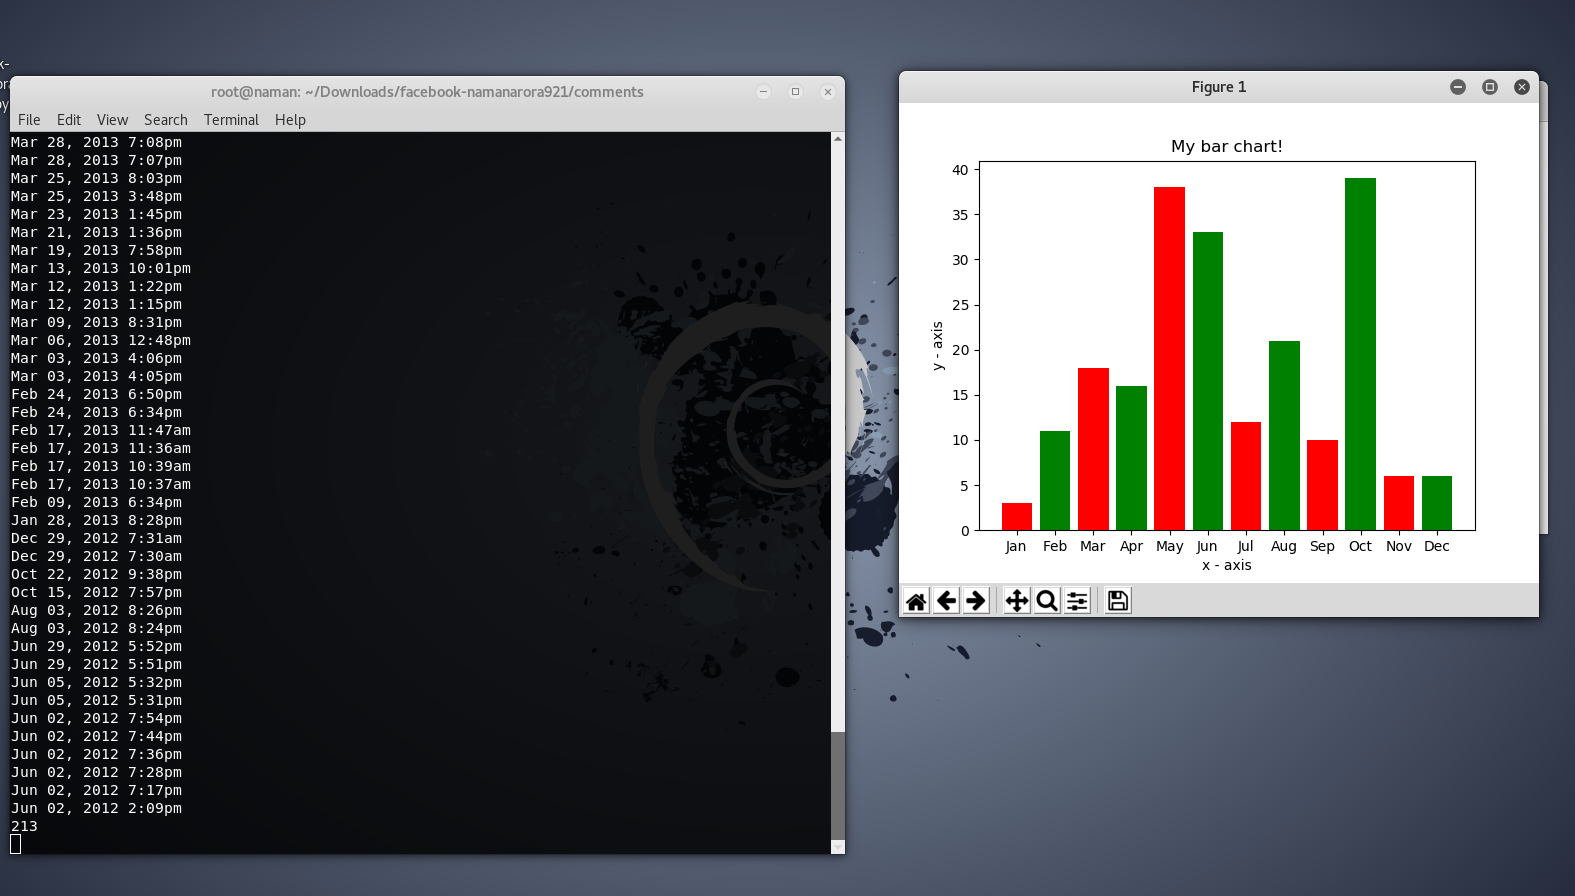 k-
ora
py
root@naman: ~/Downloads/facebook-namanarora921/comments
File Edit View Search Terminal Help
Mar 28, 2013 7:08pm
Mar 28, 2013 7:07pm
Mar 25, 2013 8:03pm
Mar 25, 2013 3:48pm
Mar 23, 2013 1:45pm
Mar 21, 2013 1:36pm
Mar 19, 2013 7:58pm
Mar 13, 2013 10:01pm
Mar 12, 2013 1:22pm
Mar 12, 2013 1:15pm
Mar 09, 2013 8:31pm
Mar 06, 2013 12:48pm
Mar 03, 2013 4:06pm
Mar 03, 2013 4:05pm
Feb 24, 2013 6:50pm
Feb 24, 2013 6:34pm
Feb 17, 2013 11:47am
Feb 17, 2013 11:36am
Feb 17, 2013 10:39am
Feb 17, 2013 10:37am
Feb 09, 2013 6:34pm
Jan 28, 2013 8:28pm
Dec 29, 2012 7:31am
Dec 29, 2012 7:30am
Oct 22, 2012 9:38pm
Oct 15, 2012 7:57pm
Aug 03, 2012 8:26pm
Aug 03, 2012 8:24pm
Jun 29, 2012 5:52pm
Jun 29, 2012 5:51pm
Jun 05, 2012 5:32pm
Jun 05, 2012 5:31pm
Jun 02, 2012 7:54pm
Jun 02, 2012 7:44pm
Jun 02, 2012 7:36pm
Jun 02, 2012 7:28pm
Jun 02, 2012 7:17pm
Jun 02, 2012 2:09pm
213
Figure 1
My bar chart!
40
35
30
25
20
15
10
5
0
y - axis
Jan Feb Mar Apr May Jun Jul Aug Sep Oct Nov Dec
x - axis